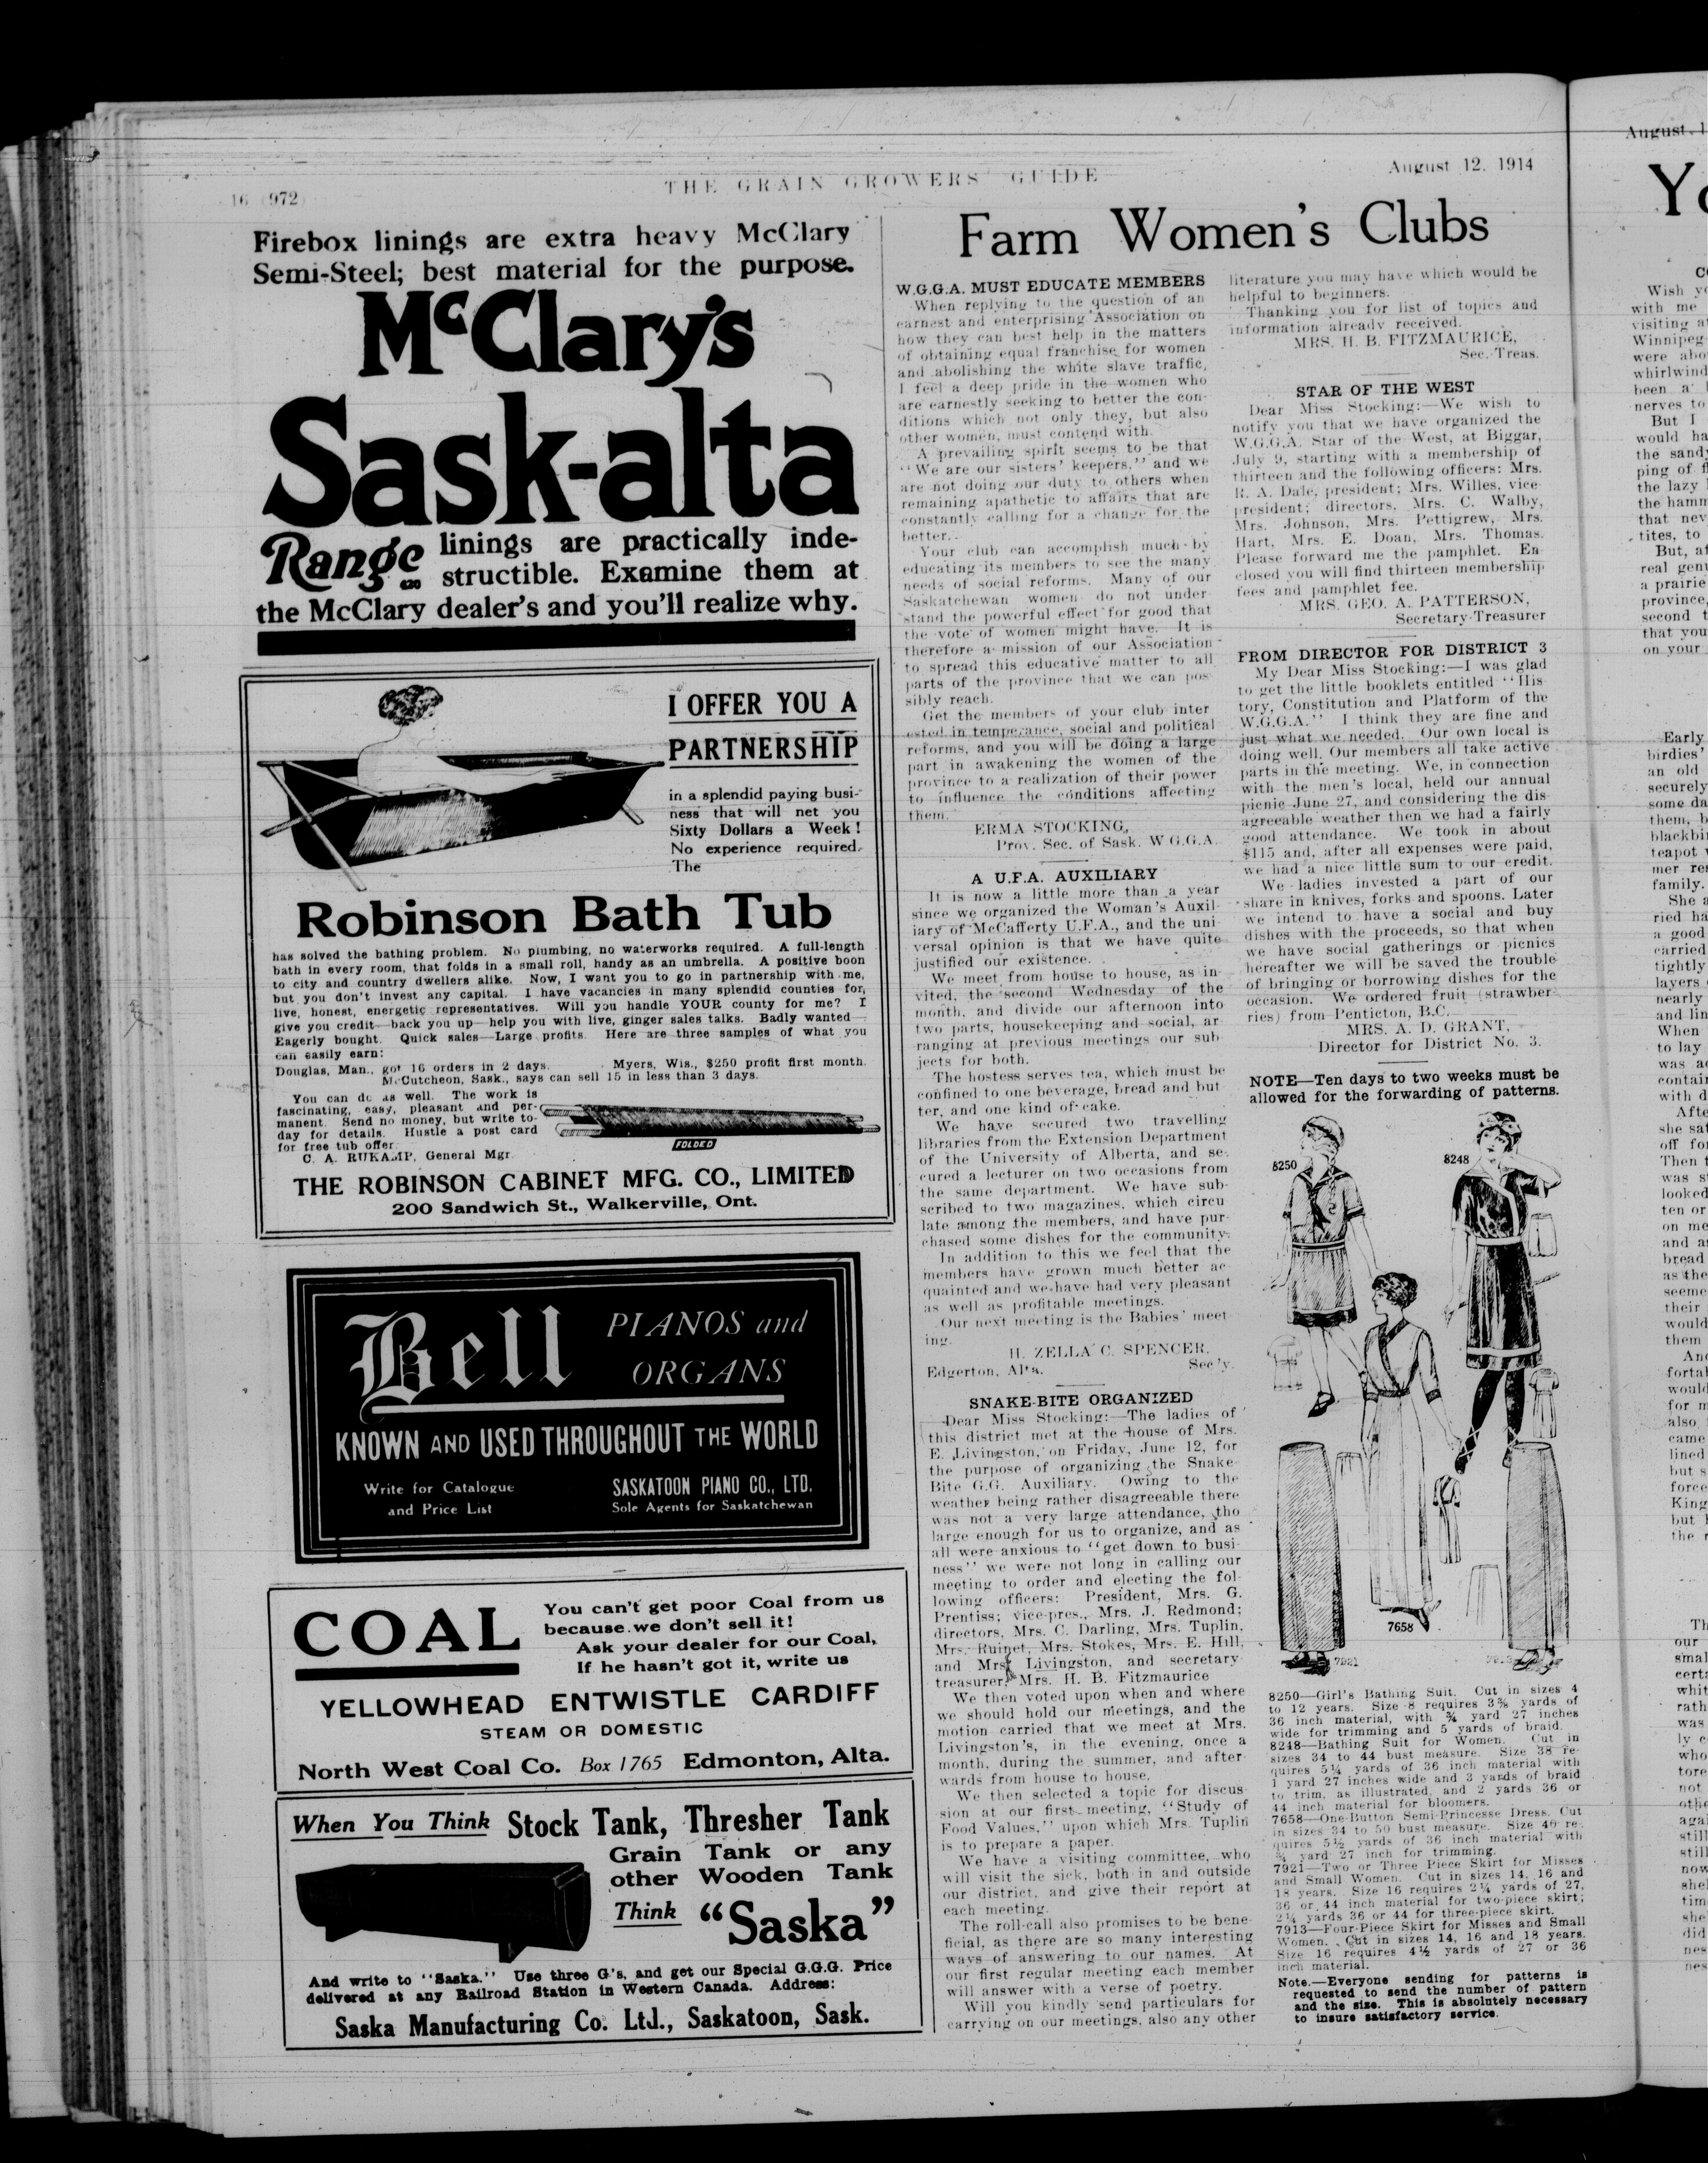 16 (972)
THE GRAIN GROWERS' GUIDE
August 12, 1914
Firebox linings are extra heavy McClary
Semi-Steel; best material for the purpose.
McClary's
Sask-alta
Range linings are practically inde-
420
structible. Examine them at
the McClary dealer's and you'll realize why.
I OFFER YOU A
PARTNERSHIP
in a splendid paying busi-
ness that will net you
Sixty Dollars a Week!
No experience required.
The
Robinson Bath Tub
has solved the bathing problem. No plumbing, no waterworks required. A full-length
bath in every room, that folds in a small roll, handy as an umbrella. A positive boon
to city and country dwellers alike. Now, I want you to go in partnership with me,
but you don't invest any capital. I have vacancies in many splendid counties for
live, honest, energetic representatives. Will you handle YOUR county for me? I
give you credit—back you up—help you with live, ginger sales talks. Badly wanted—
Eagerly bought. Quick sales—Large profits. Here are three samples of what you
can easily earn:
Douglas, Man., got 16 orders in 2 days. Myers, Wis., $250 profit first month.
McCutcheon, Sask., says can sell 15 in less than 3 days.
You can do as well. The work is
fascinating, easy, pleasant and per-
manent. Send no money, but write to-
day for details. Hustle a post card
for free tub offer.
C. A. RUKAMP, General Mgr.
FOLDED
THE ROBINSON CABINET MFG. CO., LIMITED
200 Sandwich St., Walkerville, Ont.
Bell PIANOS and
ORGANS
KNOWN AND USED THROUGHOUT THE WORLD
Write for Catalogue
and Price List
SASKATOON PIANO CO., LTD.
Sole Agents for Saskatchewan
COAL
You can't get poor Coal from us
because we don't sell it!
Ask your dealer for our Coal,
If he hasn't got it, write us
YELLOWHEAD ENTWISTLE CARDIFF
STEAM OR DOMESTIC
North West Coal Co. Box 1765 Edmonton, Alta.
When You Think Stock Tank, Thresher Tank
Grain Tank or any
other Wooden Tank
Think "Saska"
And write to "Saska." Use three G's, and get our Special G.G.G. Price
delivered at any Railroad Station in Western Canada. Address:
Saska Manufacturing Co. Ltd., Saskatoon, Sask.
Farm Women's Clubs
W.G.G.A. MUST EDUCATE MEMBERS
When replying to the question of an
earnest and enterprising Association on
how they can best help in the matters
of obtaining equal franchise for women
and abolishing the white slave traffic,
I feel a deep pride in the women who
are earnestly seeking to better the con-
ditions which not only they, but also
other women, must contend with.
A prevailing spirit seems to be that
"We are our sisters' keepers," and we
are not doing our duty to others when
remaining apathetic to affairs that are
constantly calling for a change for the
better.
Your club can accomplish much by
educating its members to see the many
needs of social reforms. Many of our
Saskatchewan women do not under-
stand the powerful effect for good that
the vote of women might have. It is
therefore a mission of our Association
to spread this educative matter to all
parts of the province that we can pos-
sibly reach.
Get the members of your club inter-
ested in temperance, social and political
reforms, and you will be doing a large
part in awakening the women of the
province to a realization of their power
to influence the conditions affecting
them.
ERMA STOCKING,
Prov. Sec. of Sask. W.G.G.A.
A U.F.A. AUXILIARY
It is now a little more than a year
since we organized the Woman's Auxil-
iary of McCafferty U.F.A., and the uni-
versal opinion is that we have quite
justified our existence.
We meet from house to house, as in-
vited, the second Wednesday of the
month, and divide our afternoon into
two parts, housekeeping and social, ar-
ranging at previous meetings our sub-
jects for both.
The hostess serves tea, which must be
confined to one beverage, bread and but-
ter, and one kind of cake.
We have secured two travelling
libraries from the Extension Department
of the University of Alberta, and se-
cured a lecturer on two occasions from
the same department. We have sub-
scribed to two magazines, which circu-
late among the members, and have pur-
chased some dishes for the community.
In addition to this we feel that the
members have grown much better ac-
quainted and we have had very pleasant
as well as profitable meetings.
Our next meeting is the Babies' meet-
ing.
H. ZELLA C. SPENCER,
Edgerton, Alta. Sec'y.
SNAKE-BITE ORGANIZED
Dear Miss Stocking:—The ladies of
this district met at the house of Mrs.
E. Livingston, on Friday, June 12, for
the purpose of organizing the Snake-
Bite G.G. Auxiliary. Owing to the
weather being rather disagreeable there
was not a very large attendance, tho
large enough for us to organize, and as
all were anxious to "get down to busi-
ness" we were not long in calling our
meeting to order and electing the fol-
lowing officers: President, Mrs. G.
Prentiss; vice-pres., Mrs. J. Redmond;
directors, Mrs. C. Darling, Mrs. Tuplin,
Mrs. Ruinet, Mrs. Stokes, Mrs. E. Hill,
and Mrs. Livingston, and secretary-
treasurer, Mrs. H. B. Fitzmaurice
We then voted upon when and where
we should hold our meetings, and the
motion carried that we meet at Mrs.
Livingston's, in the evening, once a
month, during the summer, and after-
wards from house to house.
We then selected a topic for discus-
sion at our first meeting, "Study of
Food Values," upon which Mrs. Tuplin
is to prepare a paper.
We have a visiting committee, who
will visit the sick, both in and outside
our district, and give their report at
each meeting.
The roll-call also promises to be bene-
ficial, as there are so many interesting
ways of answering to our names. At
our first regular meeting each member
will answer with a verse of poetry.
Will you kindly send particulars for
carrying on our meetings, also any other
literature you may have which would be
helpful to beginners.
Thanking you for list of topics and
information already received.
MRS. H. B. FITZMAURICE,
Sec.-Treas.
STAR OF THE WEST
Dear Miss Stocking:—We wish to
notify you that we have organized the
W.G.G.A. Star of the West, at Biggar,
July 9, starting with a membership of
thirteen and the following officers: Mrs.
R. A. Dale, president; Mrs. Willes, vice-
president; directors, Mrs. C. Walby,
Mrs. Johnson, Mrs. Pettigrew, Mrs.
Hart, Mrs. E. Doan, Mrs. Thomas.
Please forward me the pamphlet. En-
closed you will find thirteen membership
fees and pamphlet fee.
MRS. GEO. A. PATTERSON,
Secretary-Treasurer
FROM DIRECTOR FOR DISTRICT 3
My Dear Miss Stocking:—I was glad
to get the little booklets entitled "His-
tory, Constitution and Platform of the
W.G.G.A." I think they are fine and
just what we needed. Our own local is
doing well. Our members all take active
parts in the meeting. We, in connection
with the men's local, held our annual
picnic June 27, and considering the dis-
agreeable weather then we had a fairly
good attendance. We took in about
$115 and, after all expenses were paid,
we had a nice little sum to our credit.
We ladies invested a part of our
share in knives, forks and spoons. Later
we intend to have a social and buy
dishes with the proceeds, so that when
we have social gatherings or picnics
hereafter we will be saved the trouble
of bringing or borrowing dishes for the
occasion. We ordered fruit (strawber-
ries) from Penticton, B.C.
MRS. A. D. GRANT,
Director for District No. 3.
NOTE—Ten days to two weeks must be
allowed for the forwarding of patterns.
8250
8248
7658
7921
7913
8250—Girl's Bathing Suit. Cut in sizes 4
to 12 years. Size 8 requires 3⅜ yards of
36 inch material, with ¾ yard 27 inches
wide for trimming and 5 yards of braid.
8248—Bathing Suit for Women. Cut in
sizes 34 to 44 bust measure. Size 38 re-
quires 5¼ yards of 36 inch material with
1 yard 27 inches wide and 3 yards of braid
to trim, as illustrated, and 2 yards 36 or
44 inch material for bloomers.
7658—One-Button Semi-Princesse Dress. Cut
in sizes 34 to 50 bust measure. Size 40 re-
quires 5½ yards of 36 inch material with
¾ yard 27 inch for trimming.
7921—Two or Three Piece Skirt for Misses
and Small Women. Cut in sizes 14, 16 and
18 years. Size 16 requires 2¼ yards of 27,
36 or 44 inch material for two-piece skirt;
2¼ yards 36 or 44 for three-piece skirt.
7913—Four-Piece Skirt for Misses and Small
Women. Cut in sizes 14, 16 and 18 years.
Size 16 requires 4½ yards of 27 or 36
inch material.
Note.—Everyone sending for patterns is
requested to send the number of pattern
and the size. This is absolutely necessary
to insure satisfactory service.